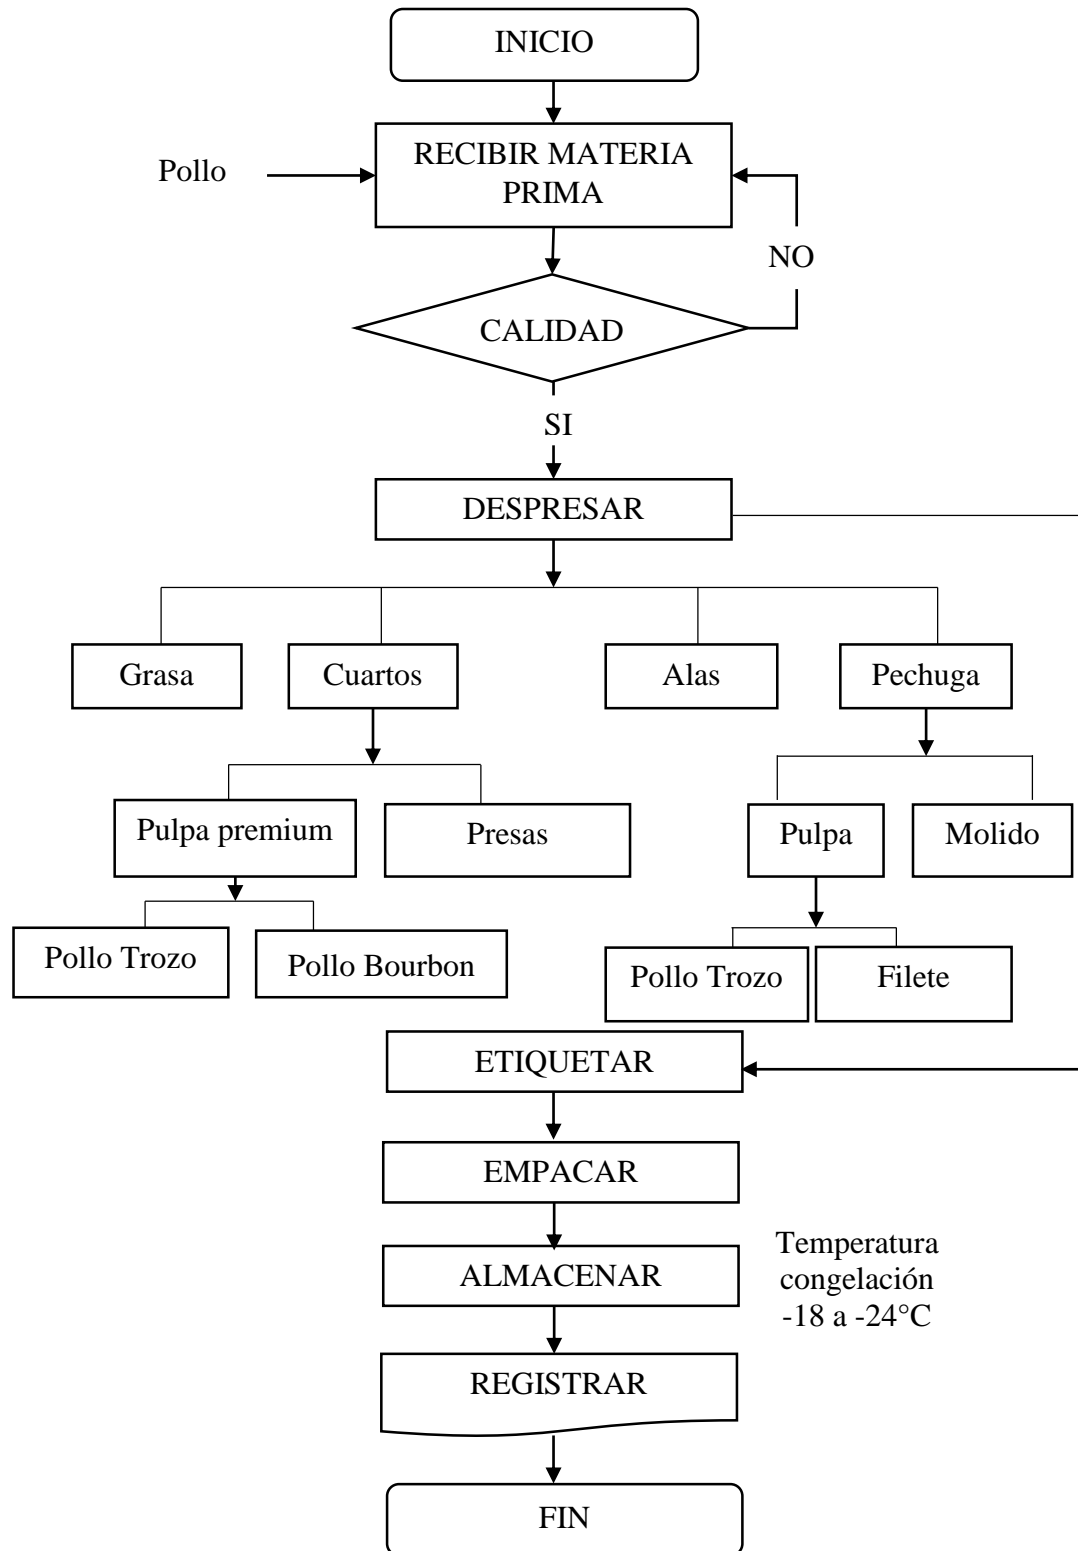 INICIO
RECIBIR MATERIA
PRIMA
Pollo
NO
CALIDAD
SI
DESPRESAR
Grasa
Cuartos
Alas
Pechuga
Pulpa premium
Presas
Pulpa
Molido
Pollo Trozo
Pollo Bourbon
Pollo Trozo
Filete
ETIQUETAR
EMPACAR
ALMACENAR
Temperatura
congelación
-18 a -24°C
REGISTRAR
FIN